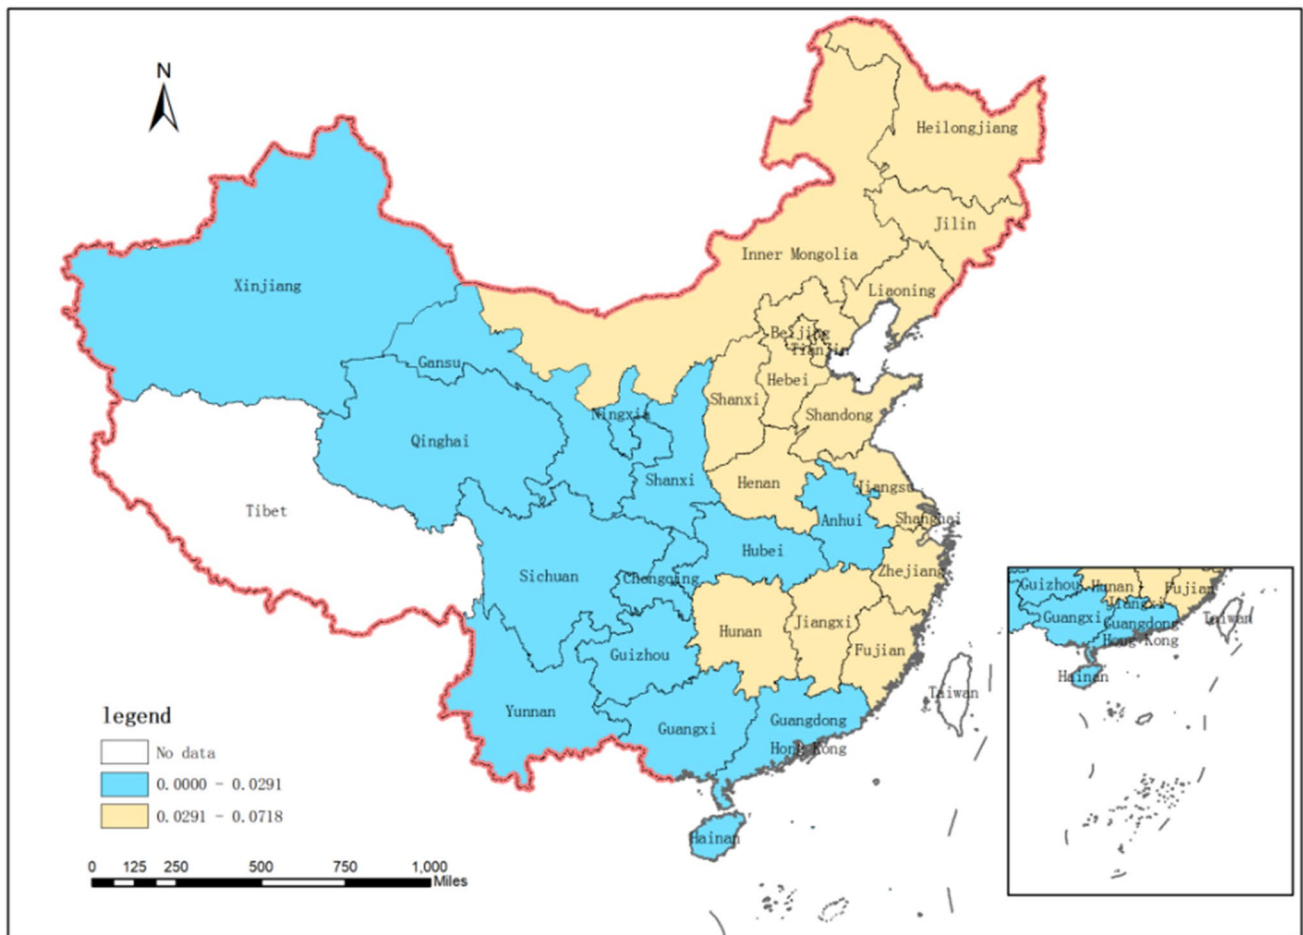 N
Heilongjiang
Jilin
Inner Mongolia
Liaoning
Xinjiang
Beijing
Tianjin
Gansu
Hebei
Shanxi
Ningxia
Shandong
Qinghai
Shanxi
Henan
Jiangsu
Tibet
Anhui
Shanghai
Hubei
Sichuan
Chongqing
Zhejiang
Hunan
Jiangxi
Guizhou
Fujian
Taiwan
Yunnan
Guangxi
Guangdong
Hong Kong
Hainan
Guizhou
Hunan
Fujian
Jiangxi
Guangxi
Guangdong
Taiwan
Hong Kong
Hainan
legend
No data
0.0000 - 0.0291
0.0291 - 0.0718
0 125 250 500 750 1,000
Miles